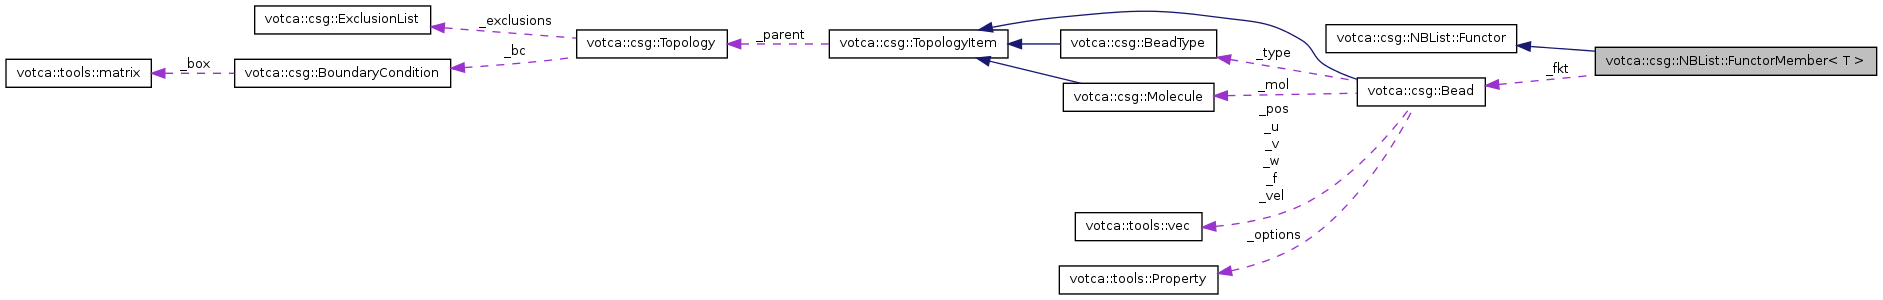 votca::csg::ExclusionList
_exclusions
votca::csg::Topology
_parent
votca::csg::TopologyItem
votca::csg::BeadType
votca::csg::NBList::Functor
votca::csg::NBList::FunctorMember< T >
votca::tools::matrix
_box
votca::csg::BoundaryCondition
_bc
_type
_fkt
votca::csg::Molecule
_mol
votca::csg::Bead
_pos
_u
_v
_w
_f
_vel
votca::tools::vec
_options
votca::tools::Property